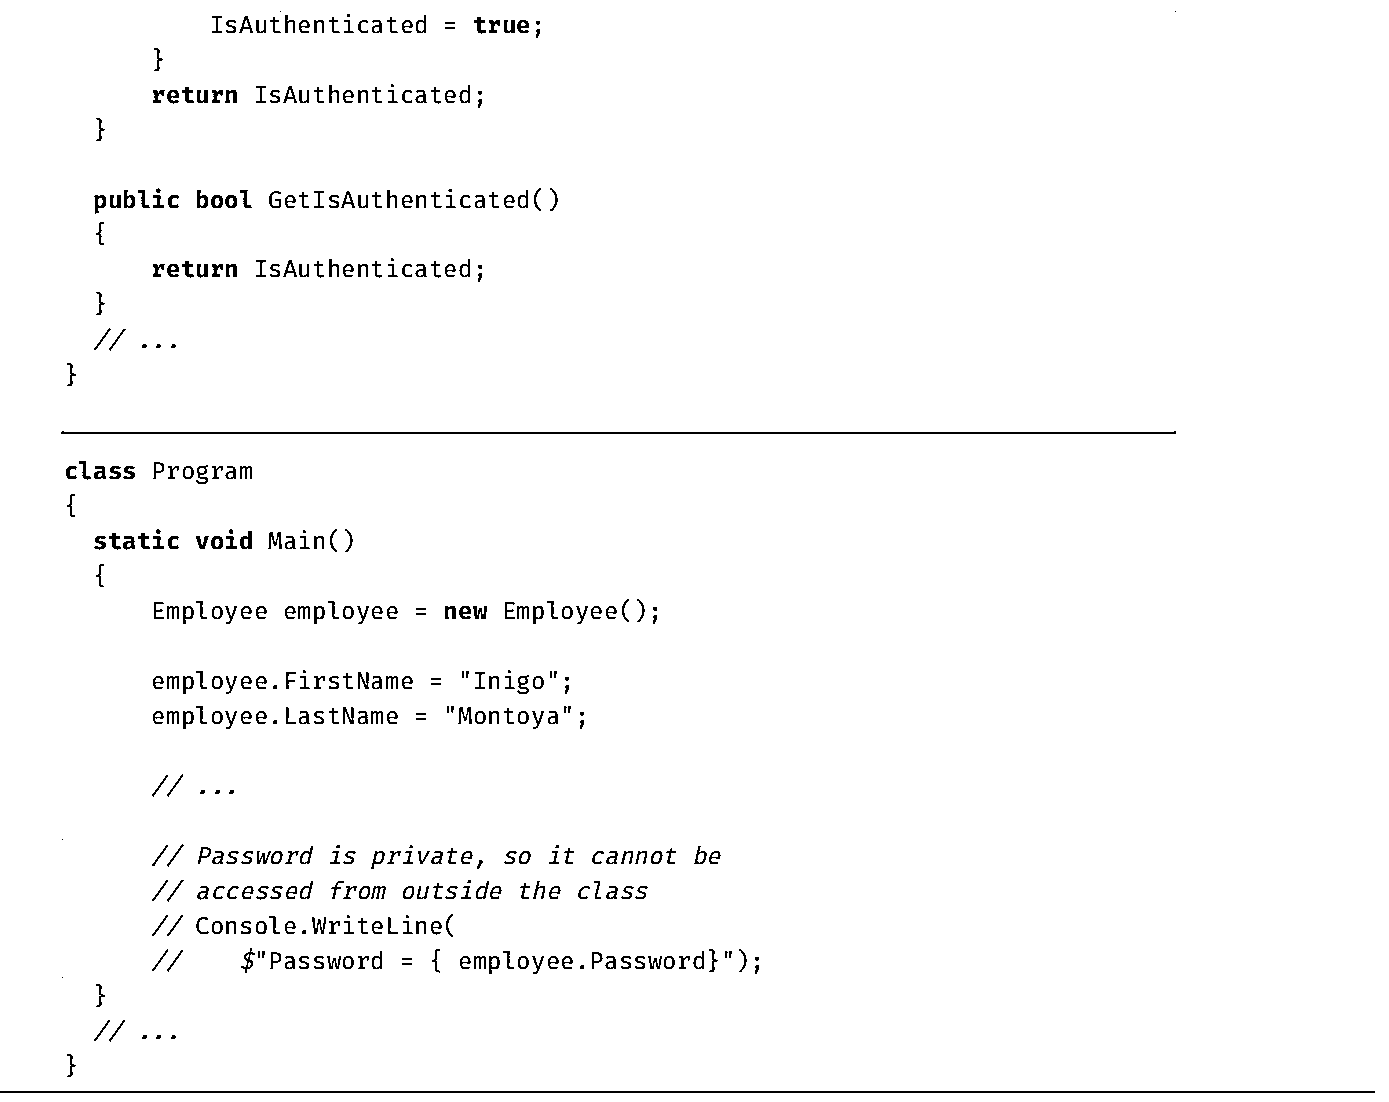 IsAuthenticated = true;
}
return IsAuthenticated;
}
public bool GetIsAuthenticated()
{
return IsAuthenticated;
}
// ...
}
class Program
{
static void Main()
{
Employee employee = new Employee();
employee.FirstName = "Inigo";
employee.LastName = "Montoya";
// ...
// Password is private, so it cannot be
// accessed from outside the class
// Console.WriteLine(
//    $"Password = { employee.Password}");
}
// ...
}